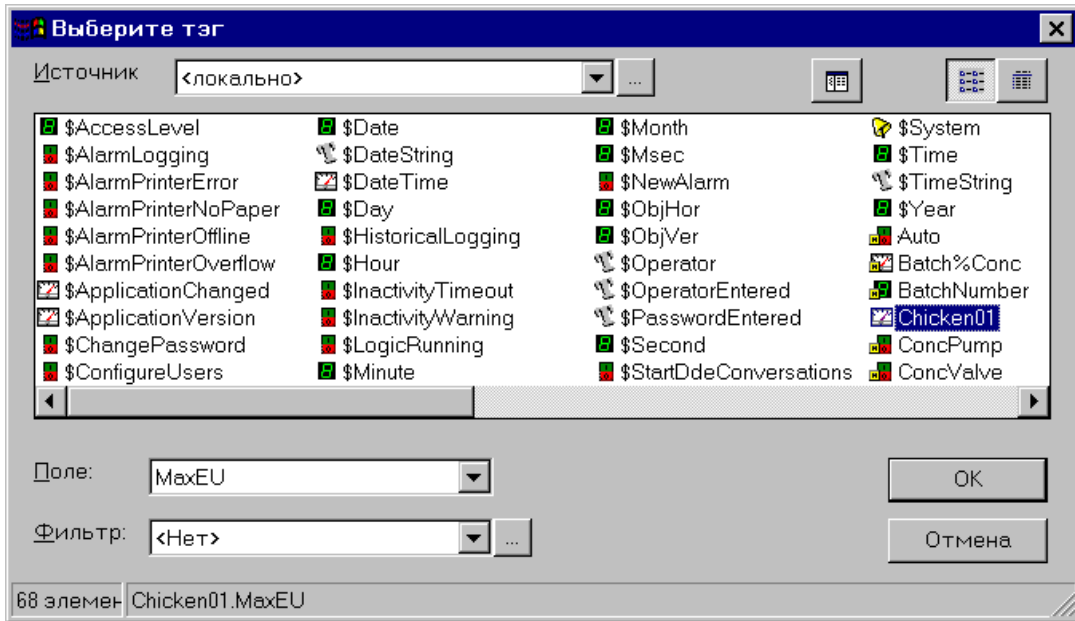 Выберите тэг
Источник <локально> ...
$AccessLevel $Date $Month $System
$AlarmLogging $DateString $Msec $Time
$AlarmPrinterError $DateTime $NewAlarm $TimeString
$AlarmPrinterNoPaper $Day $ObjHor $Year
$AlarmPrinterOffline $HistoricalLogging $ObjVer Auto
$AlarmPrinterOverflow $Hour $Operator Batch%Conc
$ApplicationChanged $InactivityTimeout $OperatorEntered BatchNumber
$ApplicationVersion $InactivityWarning $PasswordEntered Chicken01
$ChangePassword $LogicRunning $Second ConcPump
$ConfigureUsers $Minute $StartDdeConversations ConcValve
Поле: MaxEU OK
Фильтр: <Нет> ... Отмена
68 элемен Chicken01.MaxEU